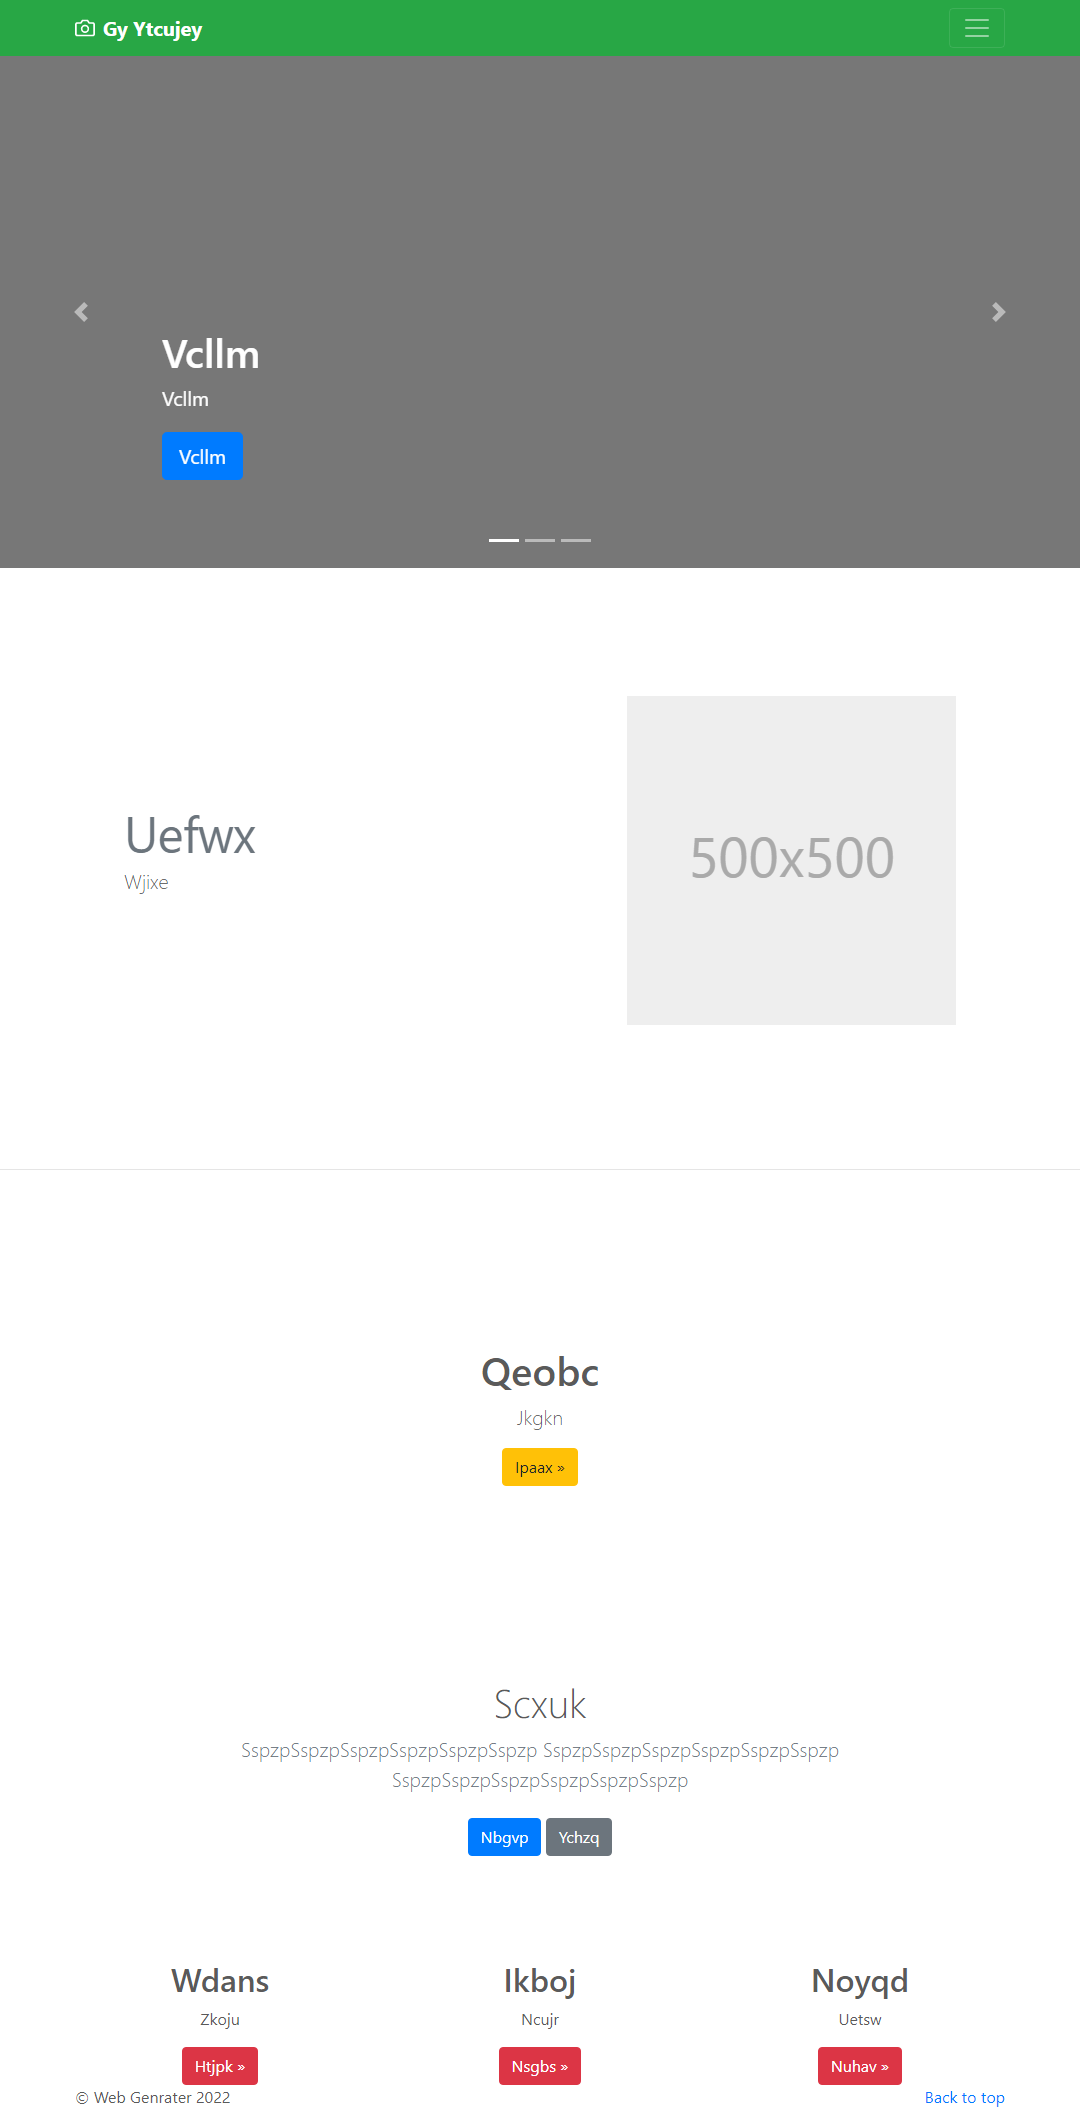 Gy Ytcujey
Vcllm
Vcllm
Vcllm
Uefwx
Wjixe
500x500
Qeobc
Jkgkn
Ipaax »
Scxuk
SspzpSspzpSspzpSspzpSspzpSspzp SspzpSspzpSspzpSspzpSspzpSspzp
SspzpSspzpSspzpSspzpSspzpSspzp
Nbgvp Ychzq
Wdans
Zkoju
Htjpk »
Ikboj
Ncujr
Nsgbs »
Noyqd
Uetsw
Nuhav »
© Web Genrater 2022
Back to top